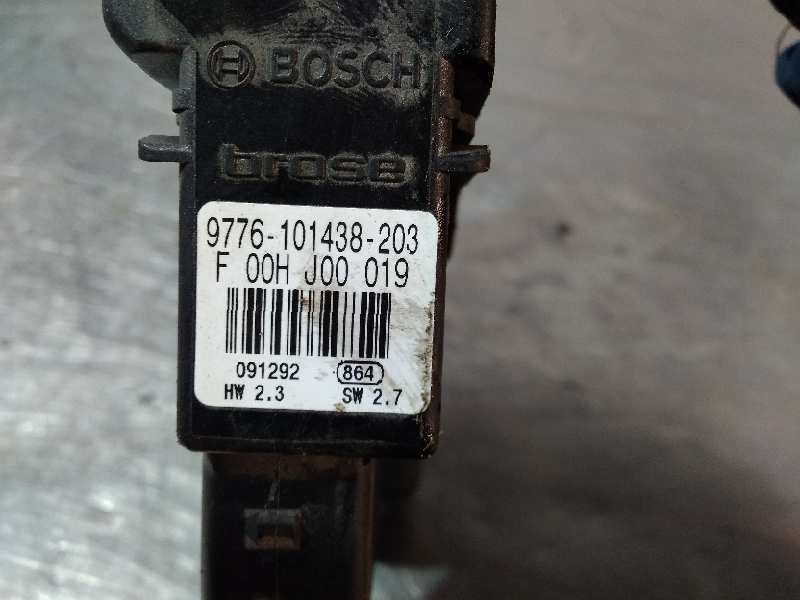 BOSCH
brose
9776-101438-203
F 00H J00 019
091292 864
HW 2.3 SW 2.7